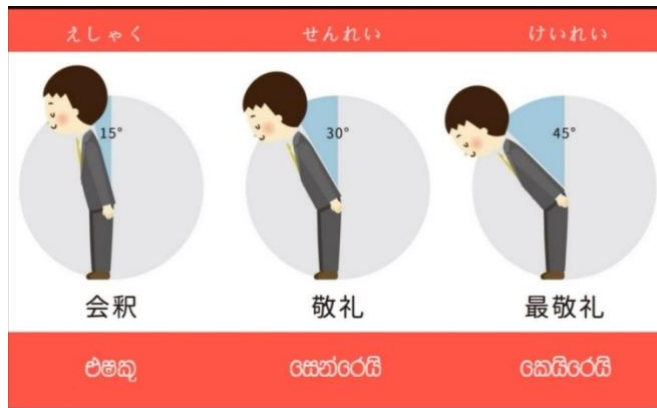 えしゃく せんれい けいれい
15° 30° 45°
会釈 敬礼 最敬礼
එෂකු සෙන්රෙයි කෙයිරෙයි